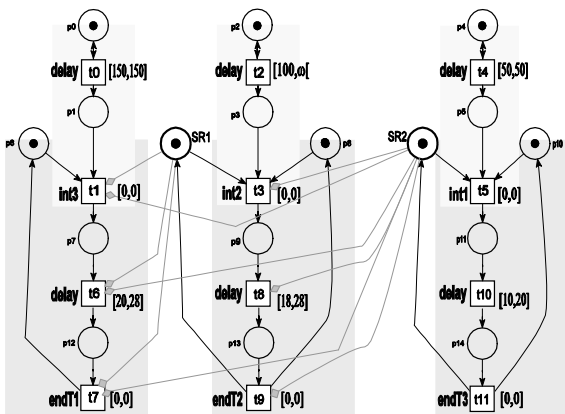 p0 p2 p4
delay t0 [150,150] delay t2 [100,ω[ delay t4 [50,50]
p1 p3 p5
p6 SR1 p8 SR2 p10
int3 t1 [0,0] int2 t3 [0,0] int1 t5 [0,0]
p7 p9 p11
delay t6 [20,28] delay t8 [18,28] delay t10 [10,20]
p12 p13 p14
endT1 t7 [0,0] endT2 t9 [0,0] endT3 t11 [0,0]